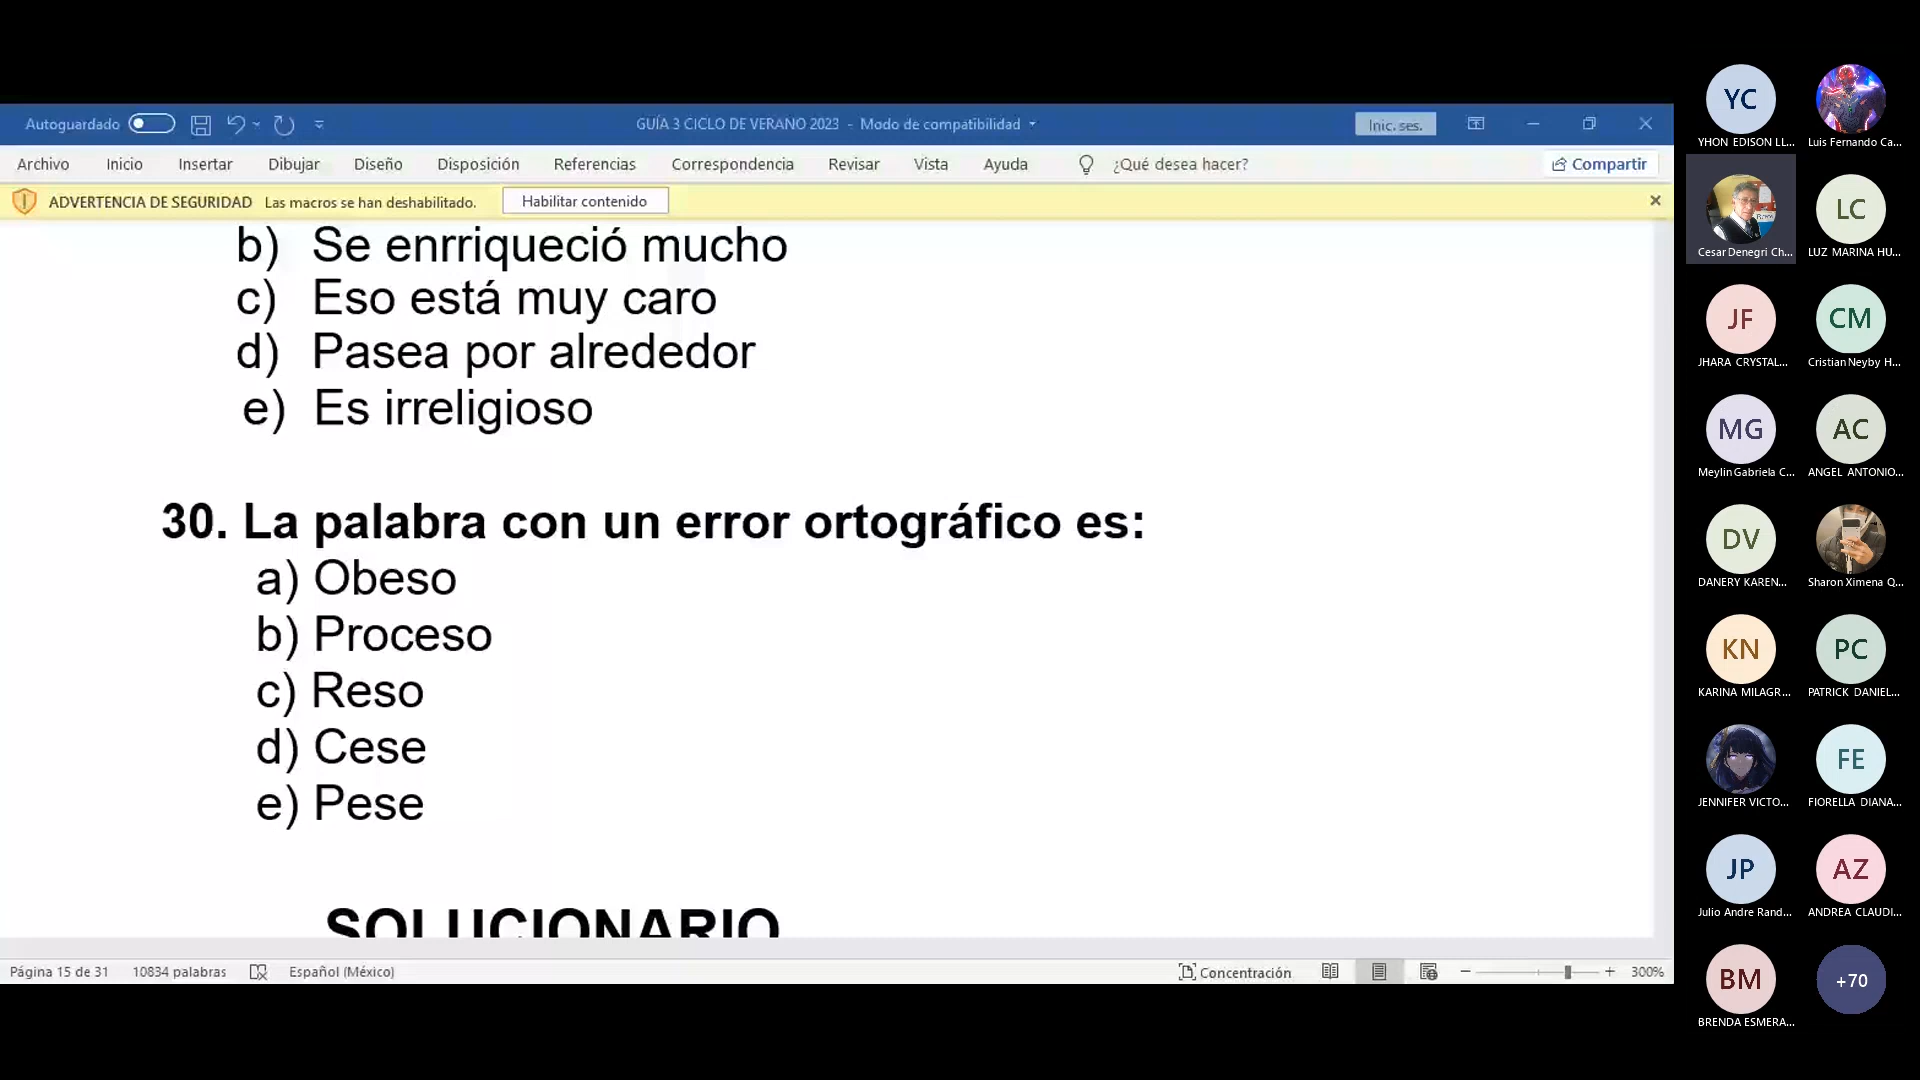 Autoguardado
GUÍA 3 CICLO DE VERANO 2023 - Modo de compatibilidad
Inic. ses.
Archivo Inicio Insertar Dibujar Diseño Disposición Referencias Correspondencia Revisar Vista Ayuda ¿Qué desea hacer? Compartir
ADVERTENCIA DE SEGURIDAD Las macros se han deshabilitado. Habilitar contenido
b) Se enrriqueció mucho
c) Eso está muy caro
d) Pasea por alrededor
e) Es irreligioso
30. La palabra con un error ortográfico es:
a) Obeso
b) Proceso
c) Reso
d) Cese
e) Pese
SOLUCIONARIO
Página 15 de 31 10834 palabras Español (México) Concentración 300%
YC
YHON EDISON LL...
Luis Fernando Ca...
Cesar Denegri Ch...
LC
LUZ MARINA HU...
JF
JHARA CRYSTAL...
CM
Cristian Neyby H...
MG
Meylin Gabriela C...
AC
ANGEL ANTONIO...
DV
DANERY KAREN...
Sharon Ximena Q...
KN
KARINA MILAGR...
PC
PATRICK DANIEL...
JENNIFER VICTO...
FE
FIORELLA DIANA...
JP
Julio Andre Rand...
AZ
ANDREA CLAUDI...
BM
BRENDA ESMERA...
+70